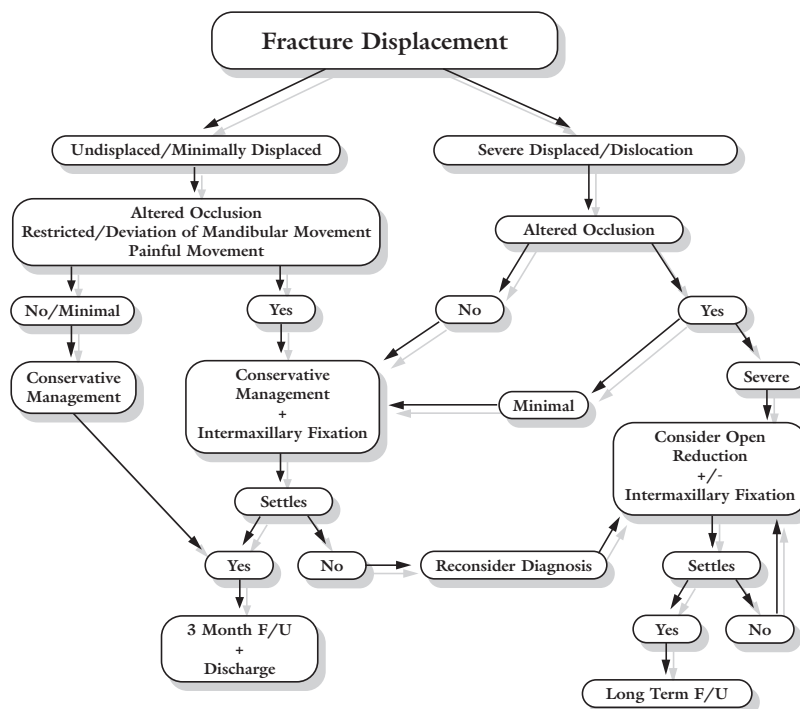 Fracture Displacement
Undisplaced/Minimally Displaced
Severe Displaced/Dislocation
Altered Occlusion
Restricted/Deviation of Mandibular Movement
Painful Movement
Altered Occlusion
No/Minimal
Yes
No
Yes
Conservative
Management
Conservative
Management
+
Intermaxillary Fixation
Minimal
Severe
Consider Open
Reduction
+/-
Intermaxillary Fixation
Settles
Yes
No
Reconsider Diagnosis
Settles
3 Month F/U
+
Discharge
Yes
No
Long Term F/U